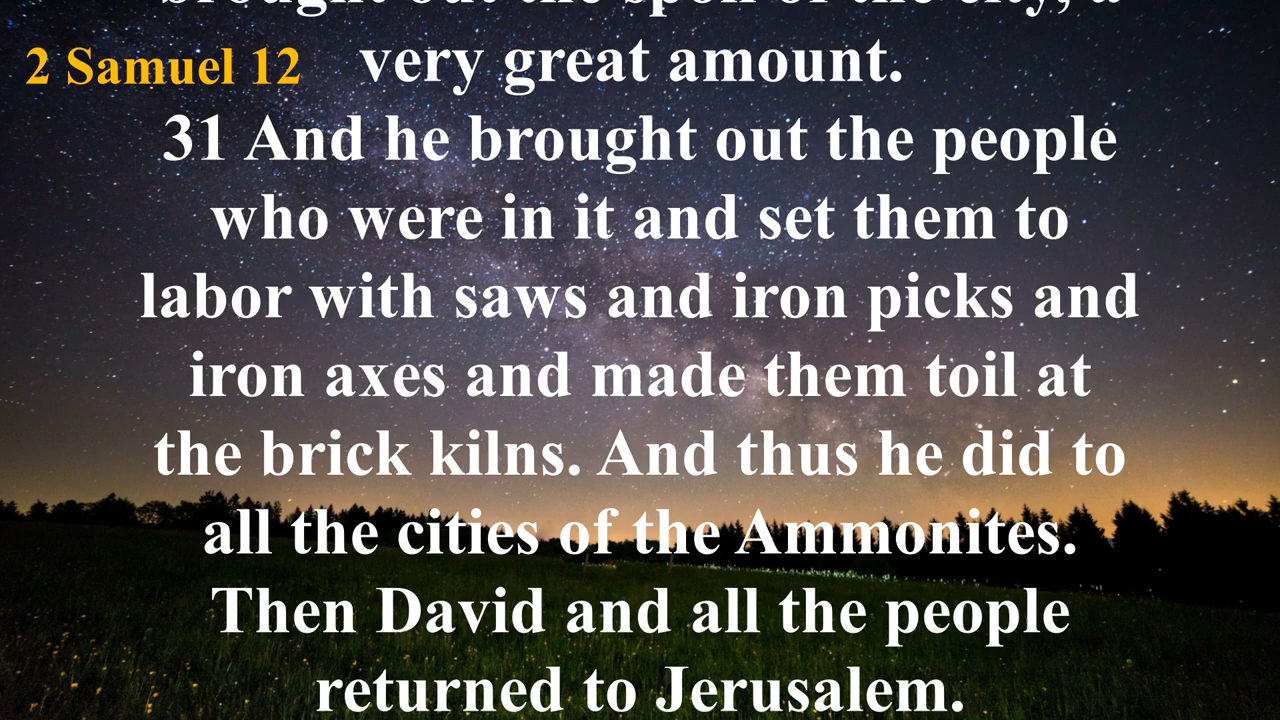 brought out the spoil of the city, a
2 Samuel 12
very great amount.
31 And he brought out the people
who were in it and set them to
labor with saws and iron picks and
iron axes and made them toil at
the brick kilns. And thus he did to
all the cities of the Ammonites.
Then David and all the people
returned to Jerusalem.